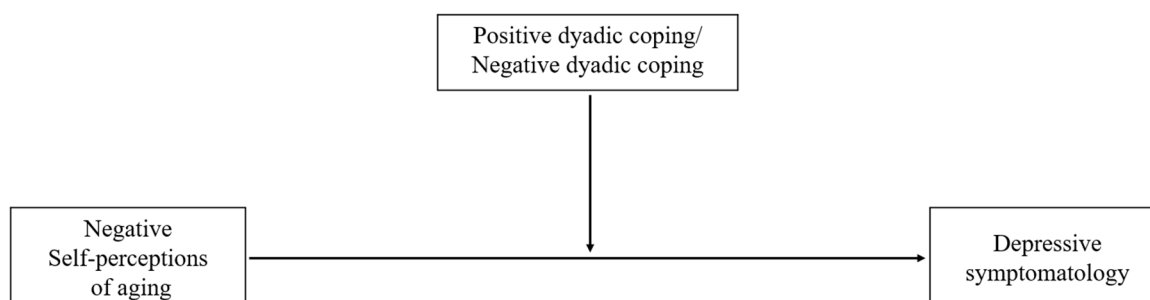 Positive dyadic coping/
Negative dyadic coping
Negative
Self-perceptions
of aging
Depressive
symptomatology